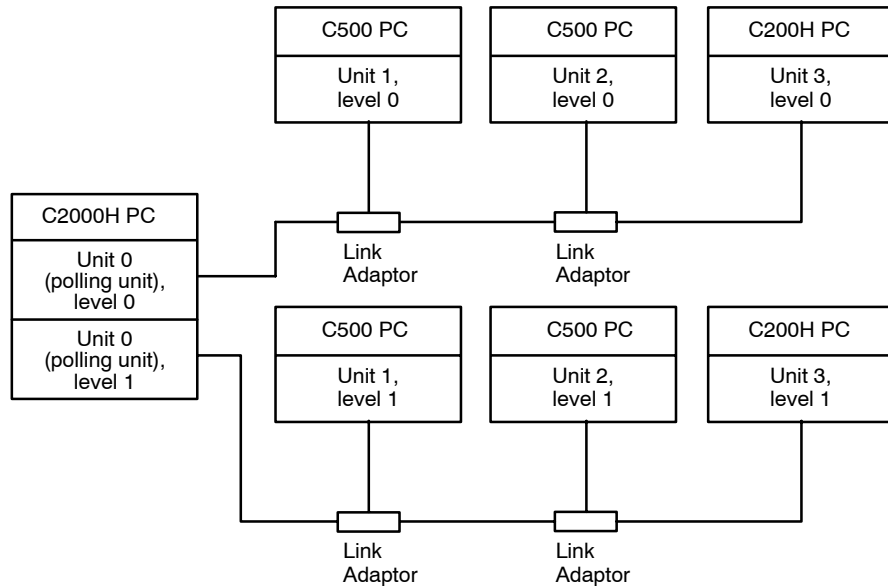 C500 PC
Unit 1,
level 0
C500 PC
Unit 2,
level 0
C200H PC
Unit 3,
level 0
Link
Adaptor
Link
Adaptor
C2000H PC
Unit 0
(polling unit),
level 0
Unit 0
(polling unit),
level 1
C500 PC
Unit 1,
level 1
C500 PC
Unit 2,
level 1
C200H PC
Unit 3,
level 1
Link
Adaptor
Link
Adaptor